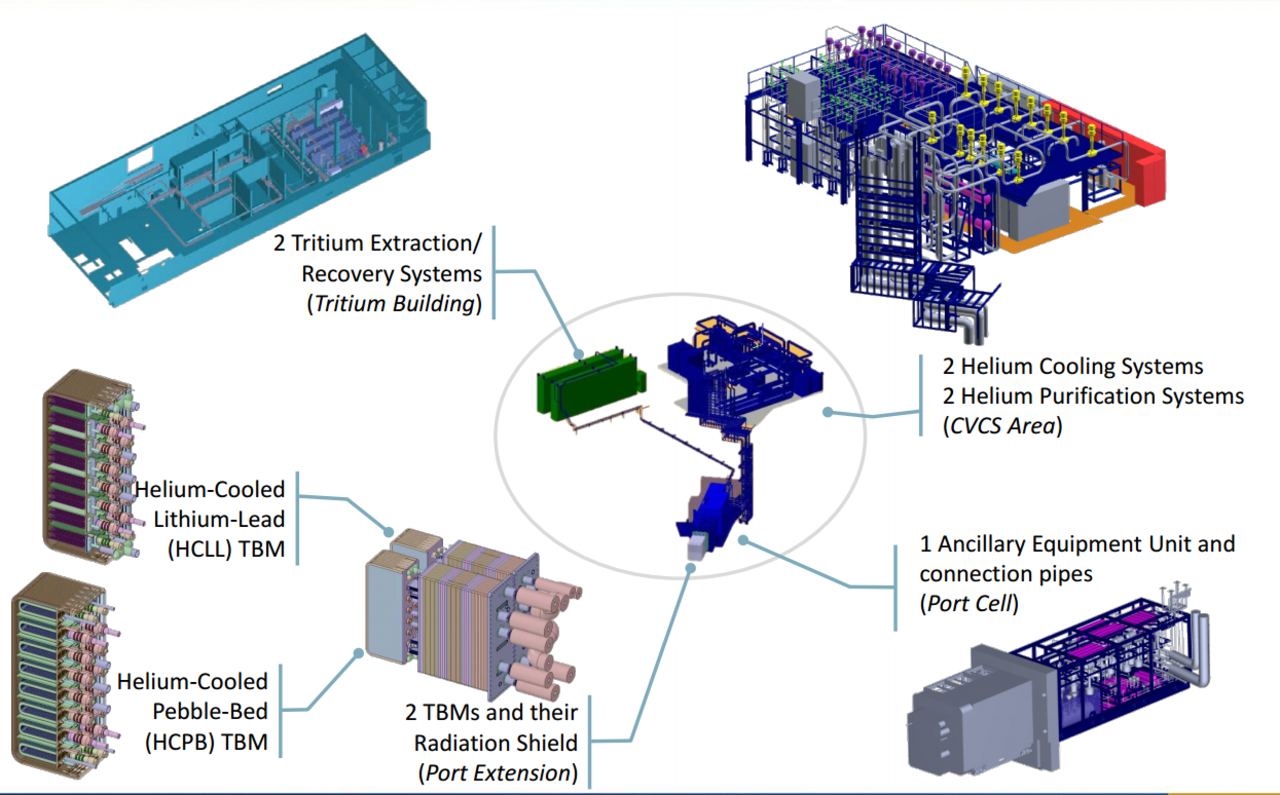 2 Tritium Extraction/
Recovery Systems
(Tritium Building)
2 Helium Cooling Systems
2 Helium Purification Systems
(CVCS Area)
Helium-Cooled
Lithium-Lead
(HCLL) TBM
1 Ancillary Equipment Unit and
connection pipes
(Port Cell)
Helium-Cooled
Pebble-Bed
(HCPB) TBM
2 TBMs and their
Radiation Shield
(Port Extension)